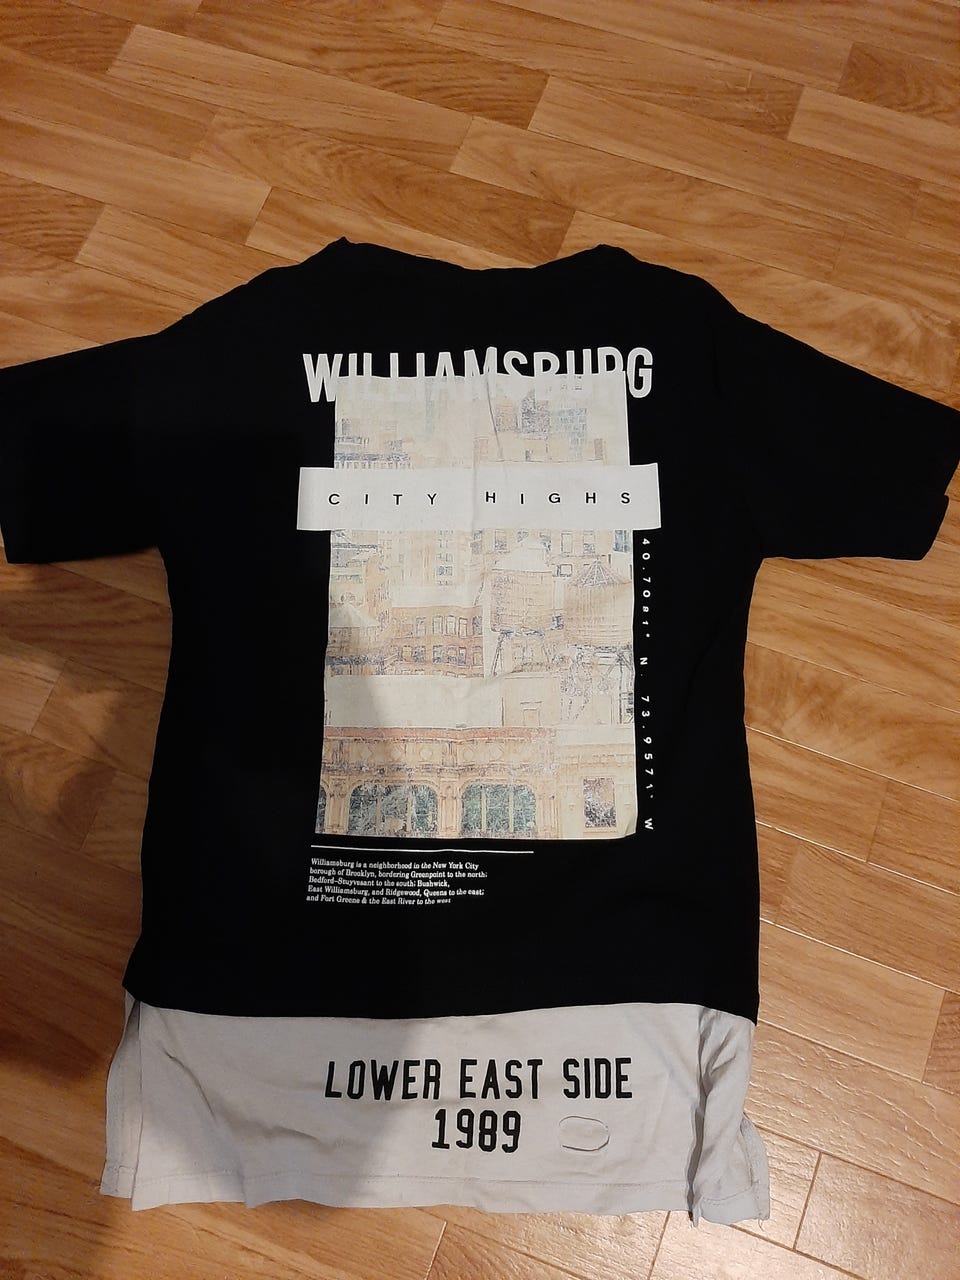 WILLIAMSBURG
CITY HIGHS
40.7081° N. 73.9571° W
Williamsburg is a neighborhood in the New York City
borough of Brooklyn, bordering Greenpoint to the north;
Bedford-Stuyvesant to the south; Bushwick,
East Williamsburg, and Ridgewood, Queens to the east;
and Fort Greene & the East River to the west
LOWER EAST SIDE
1989